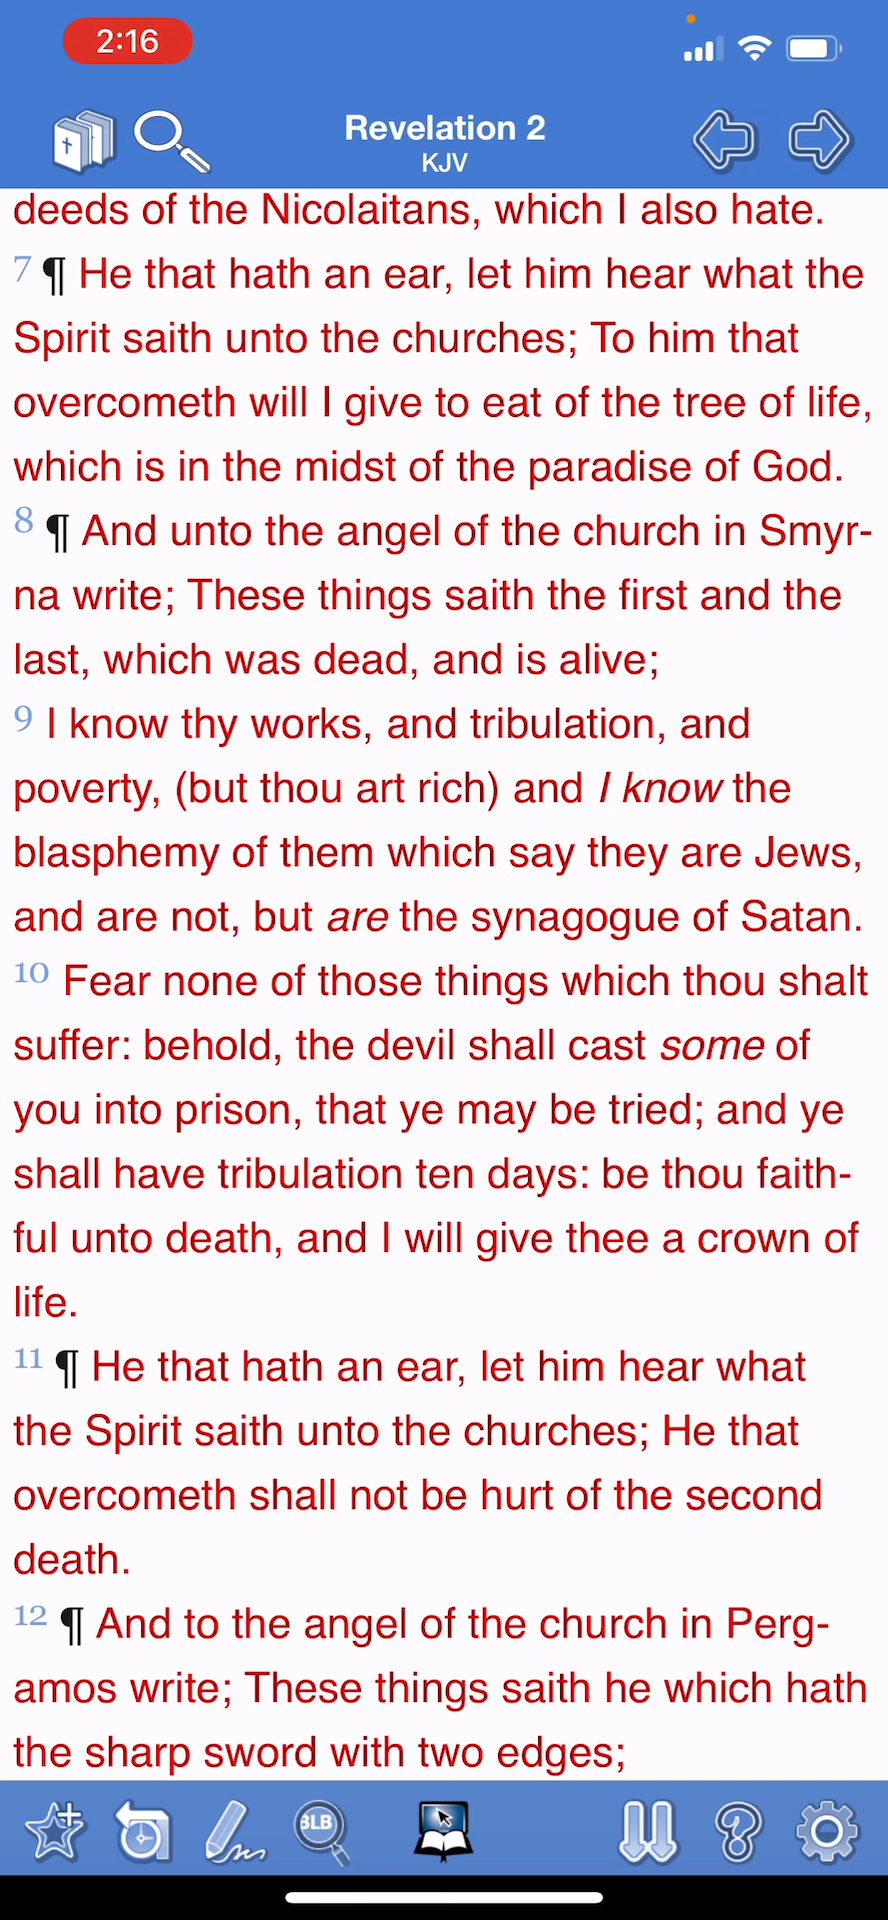 2:16
Revelation 2
KJV
deeds of the Nicolaitans, which I also hate.
7 ¶ He that hath an ear, let him hear what the
Spirit saith unto the churches; To him that
overcometh will I give to eat of the tree of life,
which is in the midst of the paradise of God.
8 ¶ And unto the angel of the church in Smyr-
na write; These things saith the first and the
last, which was dead, and is alive;
9 I know thy works, and tribulation, and
poverty, (but thou art rich) and I know the
blasphemy of them which say they are Jews,
and are not, but are the synagogue of Satan.
10 Fear none of those things which thou shalt
suffer: behold, the devil shall cast some of
you into prison, that ye may be tried; and ye
shall have tribulation ten days: be thou faith-
ful unto death, and I will give thee a crown of
life.
11 ¶ He that hath an ear, let him hear what
the Spirit saith unto the churches; He that
overcometh shall not be hurt of the second
death.
12 ¶ And to the angel of the church in Perg-
amos write; These things saith he which hath
the sharp sword with two edges;
BLB